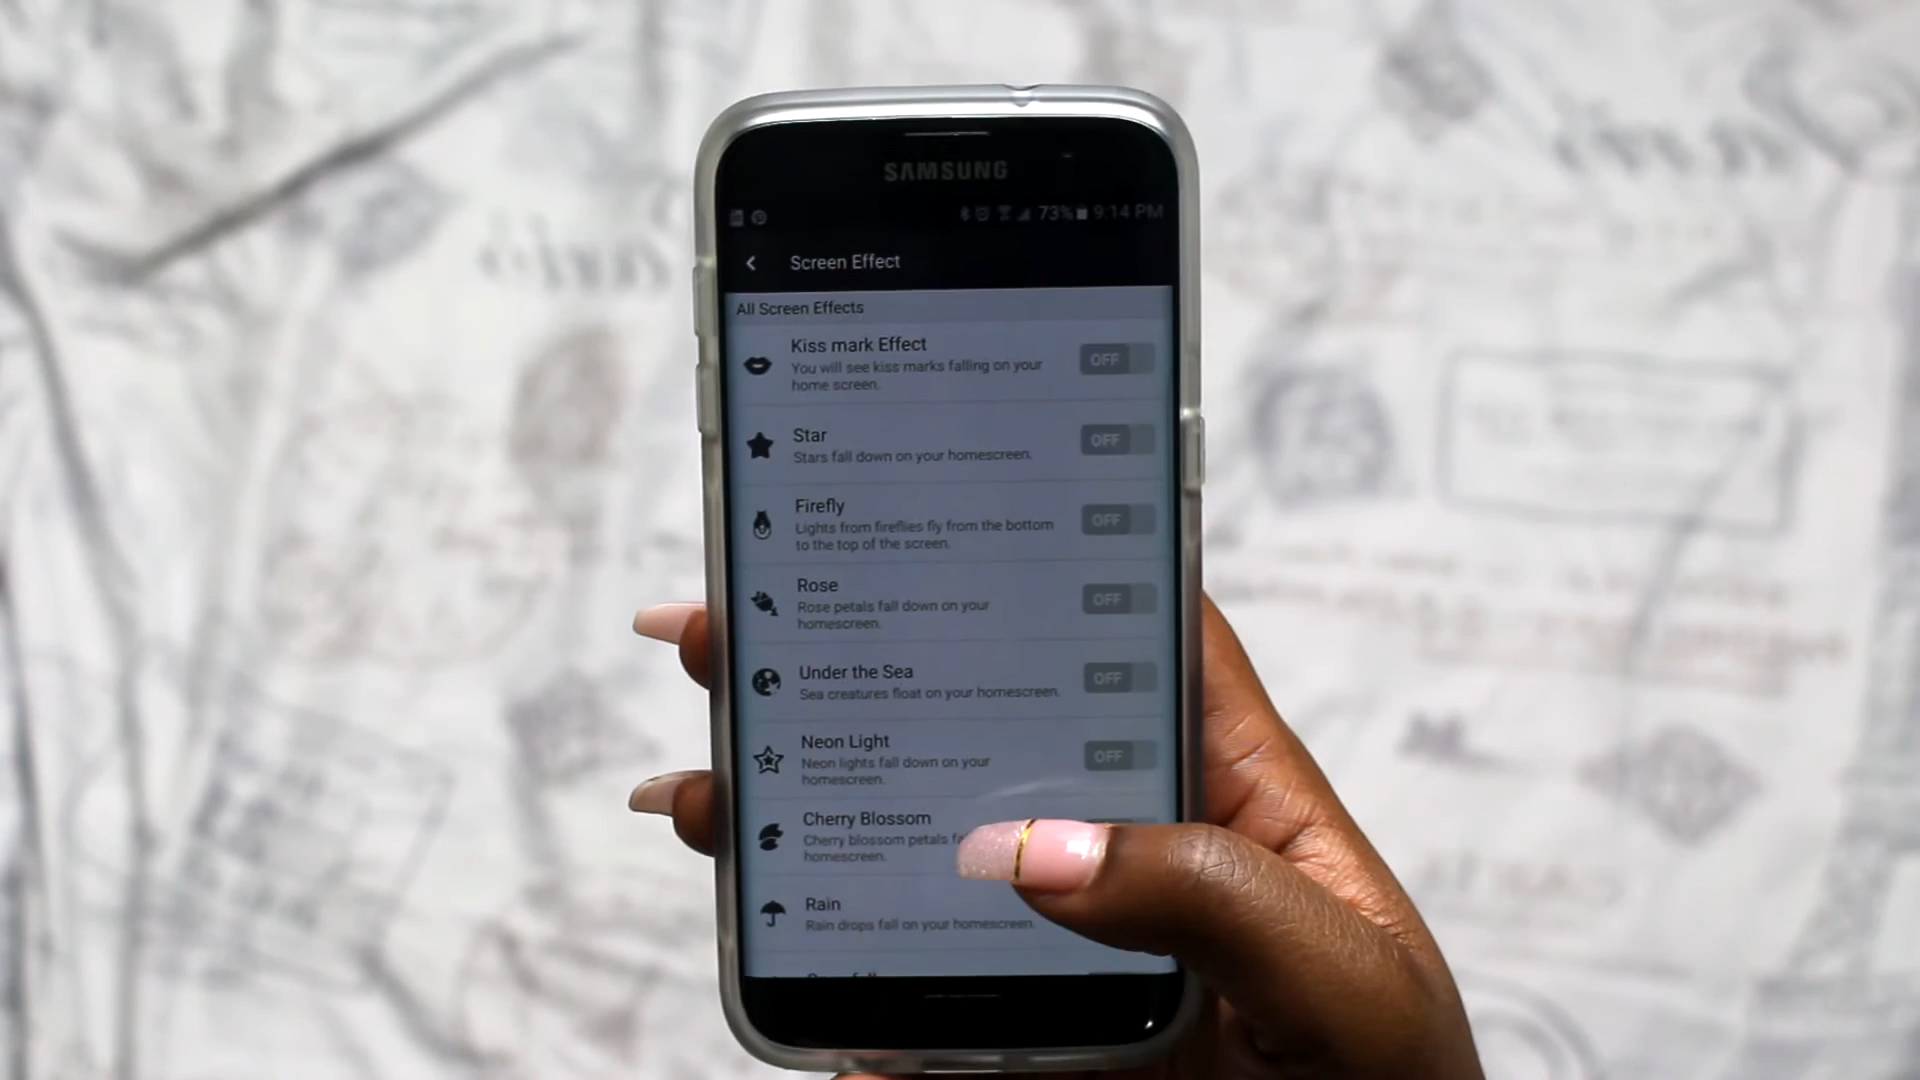 SAMSUNG
73% 9:14 PM
Screen Effect
All Screen Effects
Kiss mark Effect
You will see kiss marks falling on your
home screen.
OFF
Star
Stars fall down on your homescreen.
OFF
Firefly
Lights from fireflies fly from the bottom
to the top of the screen.
OFF
Rose
Rose petals fall down on your
homescreen.
OFF
Under the Sea
Sea creatures float on your homescreen.
OFF
Neon Light
Neon lights fall down on your
homescreen.
OFF
Cherry Blossom
Cherry blossom petals
homescreen.
Rain
Rain drops fall on your homescreen.